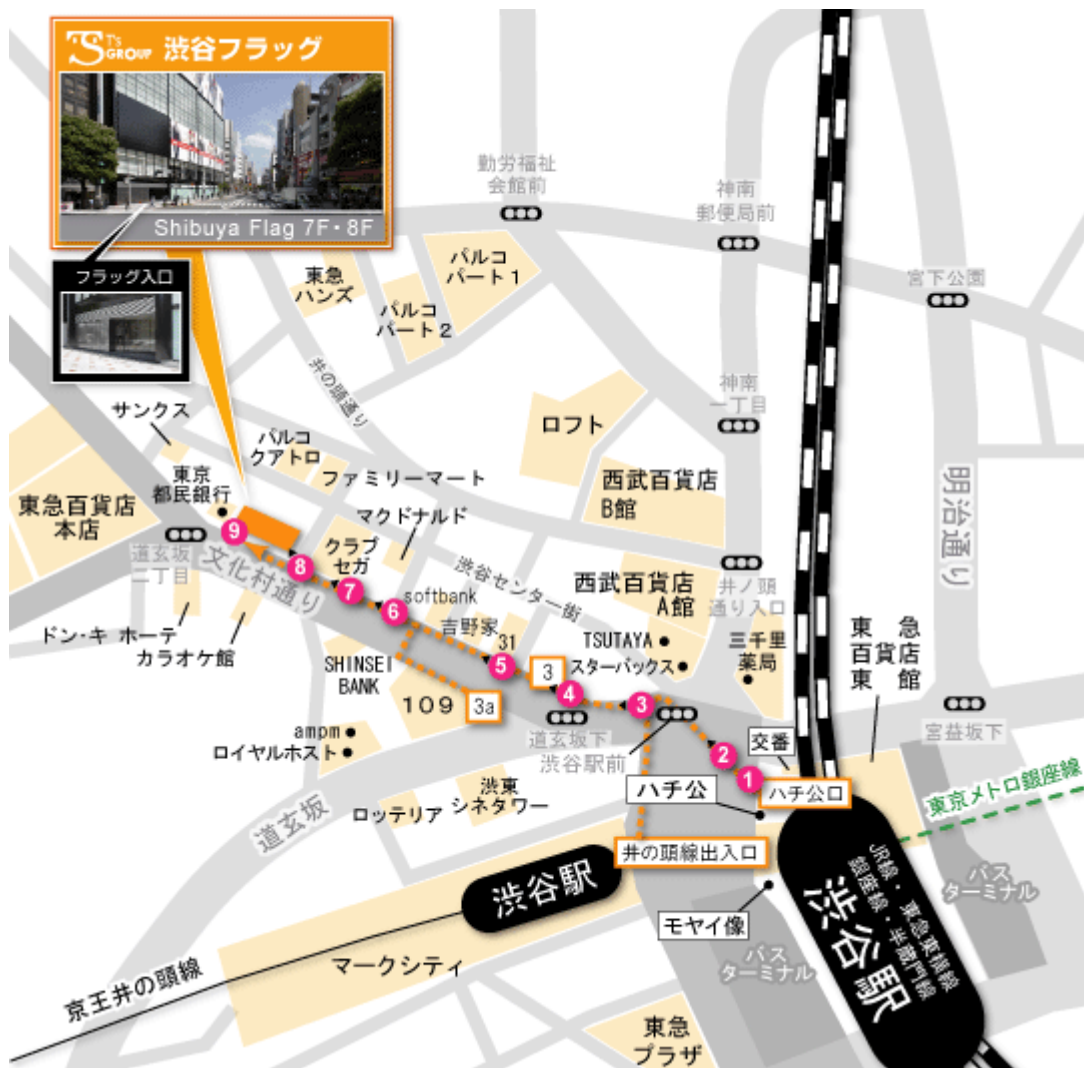 T's
GROUP 渋谷フラッグ
Shibuya Flag 7F・8F
フラッグ入口
勤労福祉
会館前
神南
郵便局前
宮下公園
東急
ハンズ
パルコ
パート1
パルコ
パート2
井の頭通り
神南
一丁目
サンクス
パルコ
クアトロ
ファミリーマート
ロフト
西武百貨店
B館
明治通り
東急百貨店
本店
東京
都民銀行
マクドナルド
クラブ
セガ
渋谷センター街
西武百貨店
A館
井ノ頭
通り入口
道玄坂
二丁目
文化村通り
9
8
7
6
softbank
吉野家
31
TSUTAYA
スターバックス
三千里
薬局
東急
百貨店
東館
ドン・キ ホーテ
カラオケ館
SHINSEI
BANK
109
3a
5
3
4
3
2
1
道玄坂下
渋谷駅前
交番
ハチ公口
ハチ公
宮益坂下
ampm
ロイヤルホスト
道玄坂
ロッテリア
渋東
シネタワー
井の頭線出入口
東京メトロ銀座線
渋谷駅
モヤイ像
バス
ターミナル
バス
ターミナル
JR線・東急東横線
銀座線・半蔵門線
渋谷駅
京王井の頭線
マークシティ
東急
プラザ